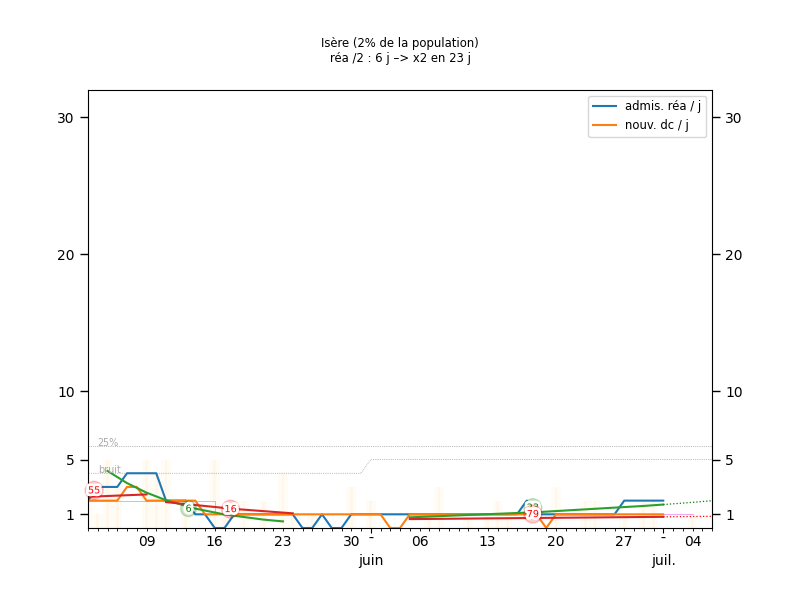 Isère (2% de la population)
réa /2 : 6 j –> x2 en 23 j
admis. réa / j
nouv. dc / j
30 30
20 20
10 10
25%
5 5
bruit
55
6 16
79
1 1
09 16 23 30 - 06 13 20 27 - 04
juin juil.